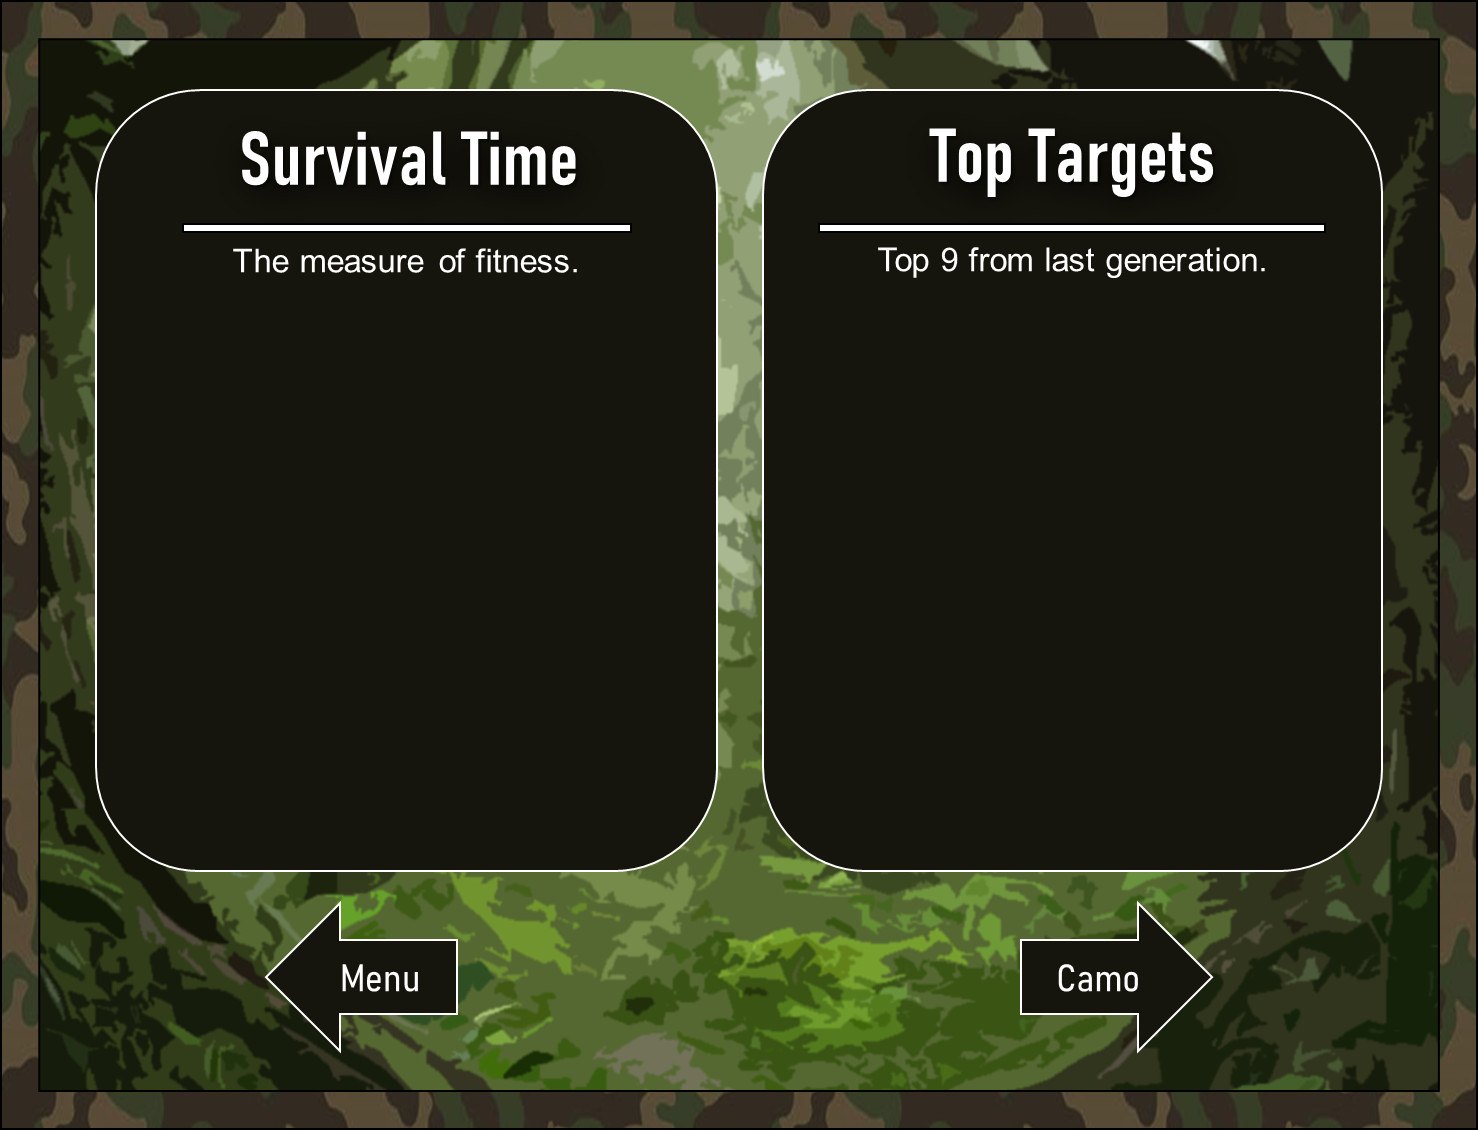 Survival Time
The measure of fitness.
Top Targets
Top 9 from last generation.
Menu
Camo